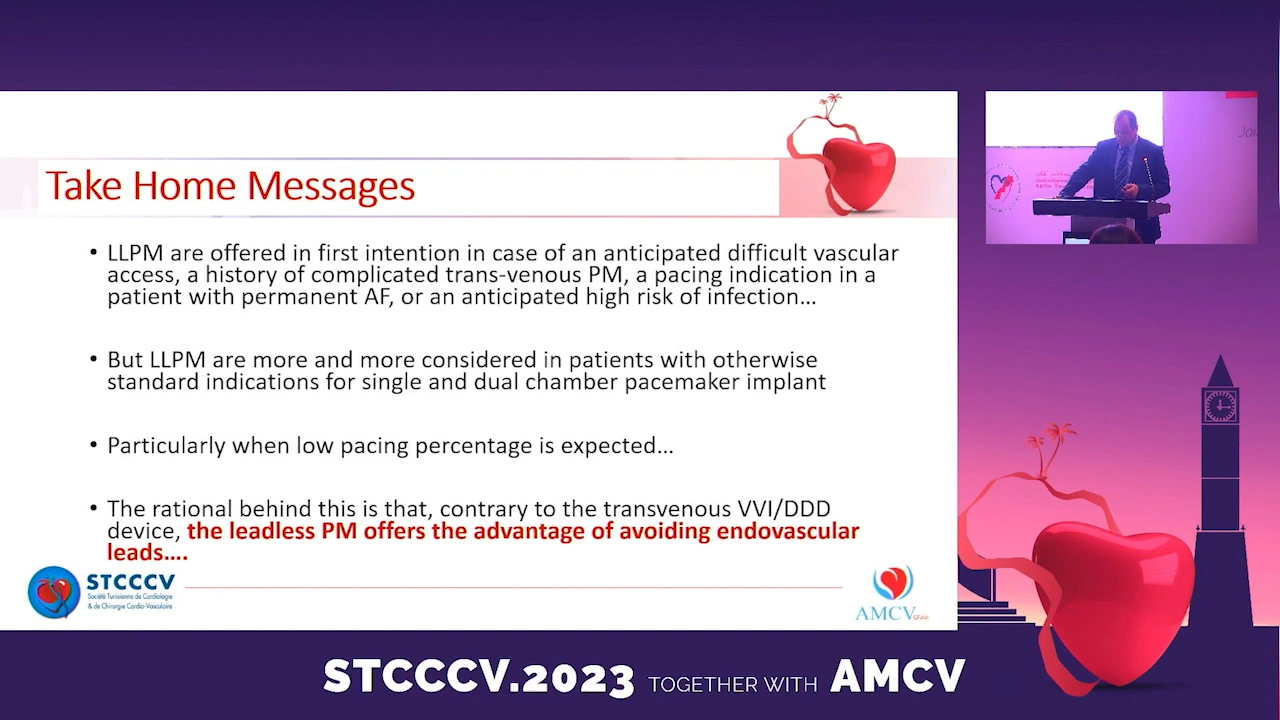 Take Home Messages
• LLPM are offered in first intention in case of an anticipated difficult vascular
access, a history of complicated trans-venous PM, a pacing indication in a
patient with permanent AF, or an anticipated high risk of infection...
• But LLPM are more and more considered in patients with otherwise
standard indications for single and dual chamber pacemaker implant
• Particularly when low pacing percentage is expected...
• The rational behind this is that, contrary to the transvenous VVI/DDD
device, the leadless PM offers the advantage of avoiding endovascular
leads....
STCCCV
Société Tunisienne de Cardiologie
& de Chirurgie Cardio-Vasculaire
AMCV
STCCCV.2023 TOGETHER WITH AMCV